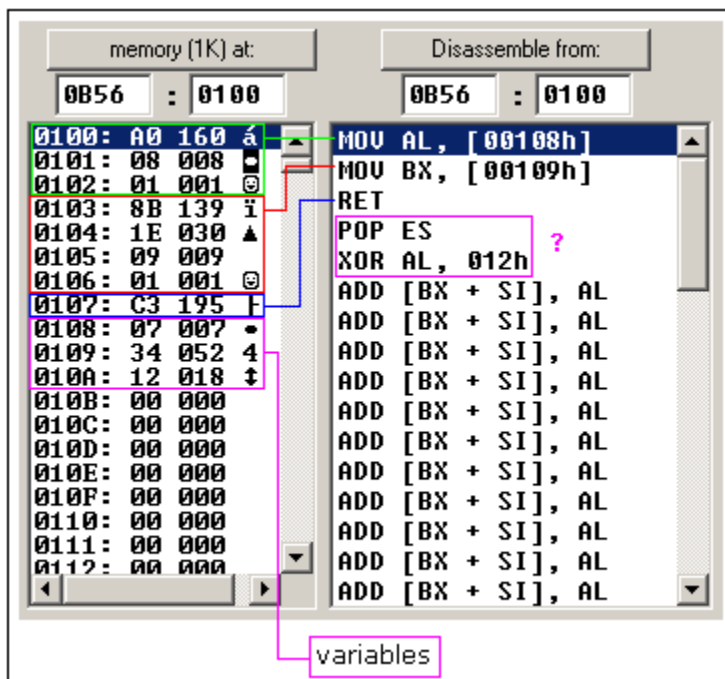 memory (1K) at:
0B56 : 0100
0100: A0 160 á
0101: 08 008 ◘
0102: 01 001 ☺
0103: 8B 139 ï
0104: 1E 030 ▲
0105: 09 009
0106: 01 001 ☺
0107: C3 195 ├
0108: 07 007 •
0109: 34 052 4
010A: 12 018 ↕
010B: 00 000
010C: 00 000
010D: 00 000
010E: 00 000
010F: 00 000
0110: 00 000
0111: 00 000
0112: 00 000
Disassemble from:
0B56 : 0100
MOV AL, [00108h]
MOV BX, [00109h]
RET
POP ES
XOR AL, 012h
?
ADD [BX + SI], AL
ADD [BX + SI], AL
ADD [BX + SI], AL
ADD [BX + SI], AL
ADD [BX + SI], AL
ADD [BX + SI], AL
ADD [BX + SI], AL
ADD [BX + SI], AL
ADD [BX + SI], AL
ADD [BX + SI], AL
ADD [BX + SI], AL
variables